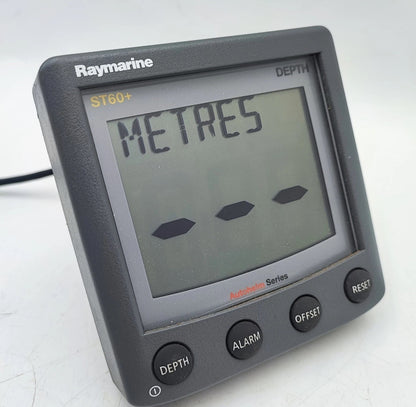 Raymarine
DEPTH
ST60+
METRES
- - -
Autohelm Series
DEPTH
ALARM
OFFSET
RESET